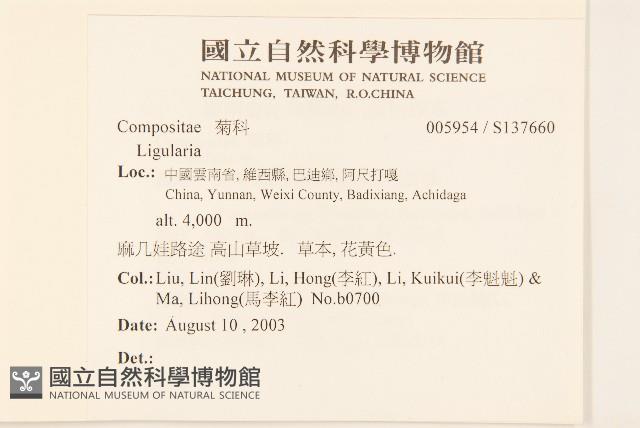 國立自然科學博物館
NATIONAL MUSEUM OF NATURAL SCIENCE
TAICHUNG, TAIWAN, R.O.CHINA
Compositae 菊科 005954 / S137660
Ligularia
Loc.: 中國雲南省, 維西縣, 巴迪鄉, 阿尺打嘎
China, Yunnan, Weixi County, Badixiang, Achidaga
alt. 4,000 m.
麻几娃路途 高山草坡. 草本, 花黃色.
Col.: Liu, Lin(劉琳), Li, Hong(李紅), Li, Kuikui(李魁魁) &
Ma, Lihong(馬李紅) No.b0700
Date: August 10 , 2003
Det.:
國立自然科學博物館
NATIONAL MUSEUM OF NATURAL SCIENCE